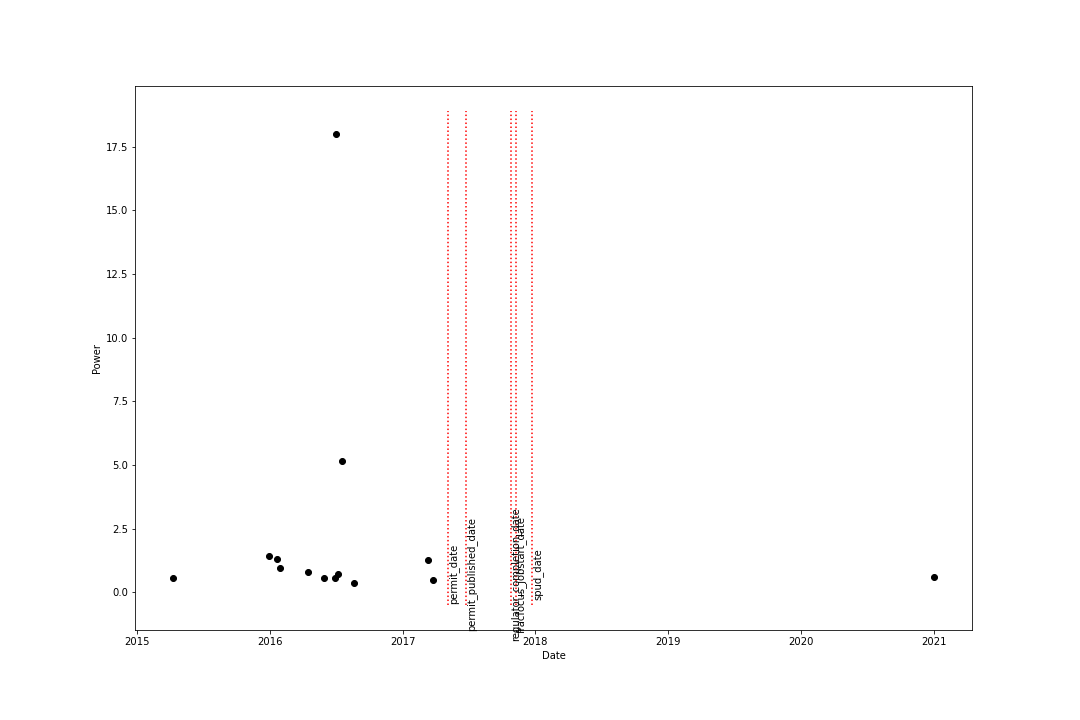 17.5
15.0
12.5
10.0
7.5
5.0
2.5
0.0
Power
permit_date
permit_published_date
regulator_completion_date
fracfocus_jobstart_date
spud_date
2015
2016
2017
2018
2019
2020
2021
Date